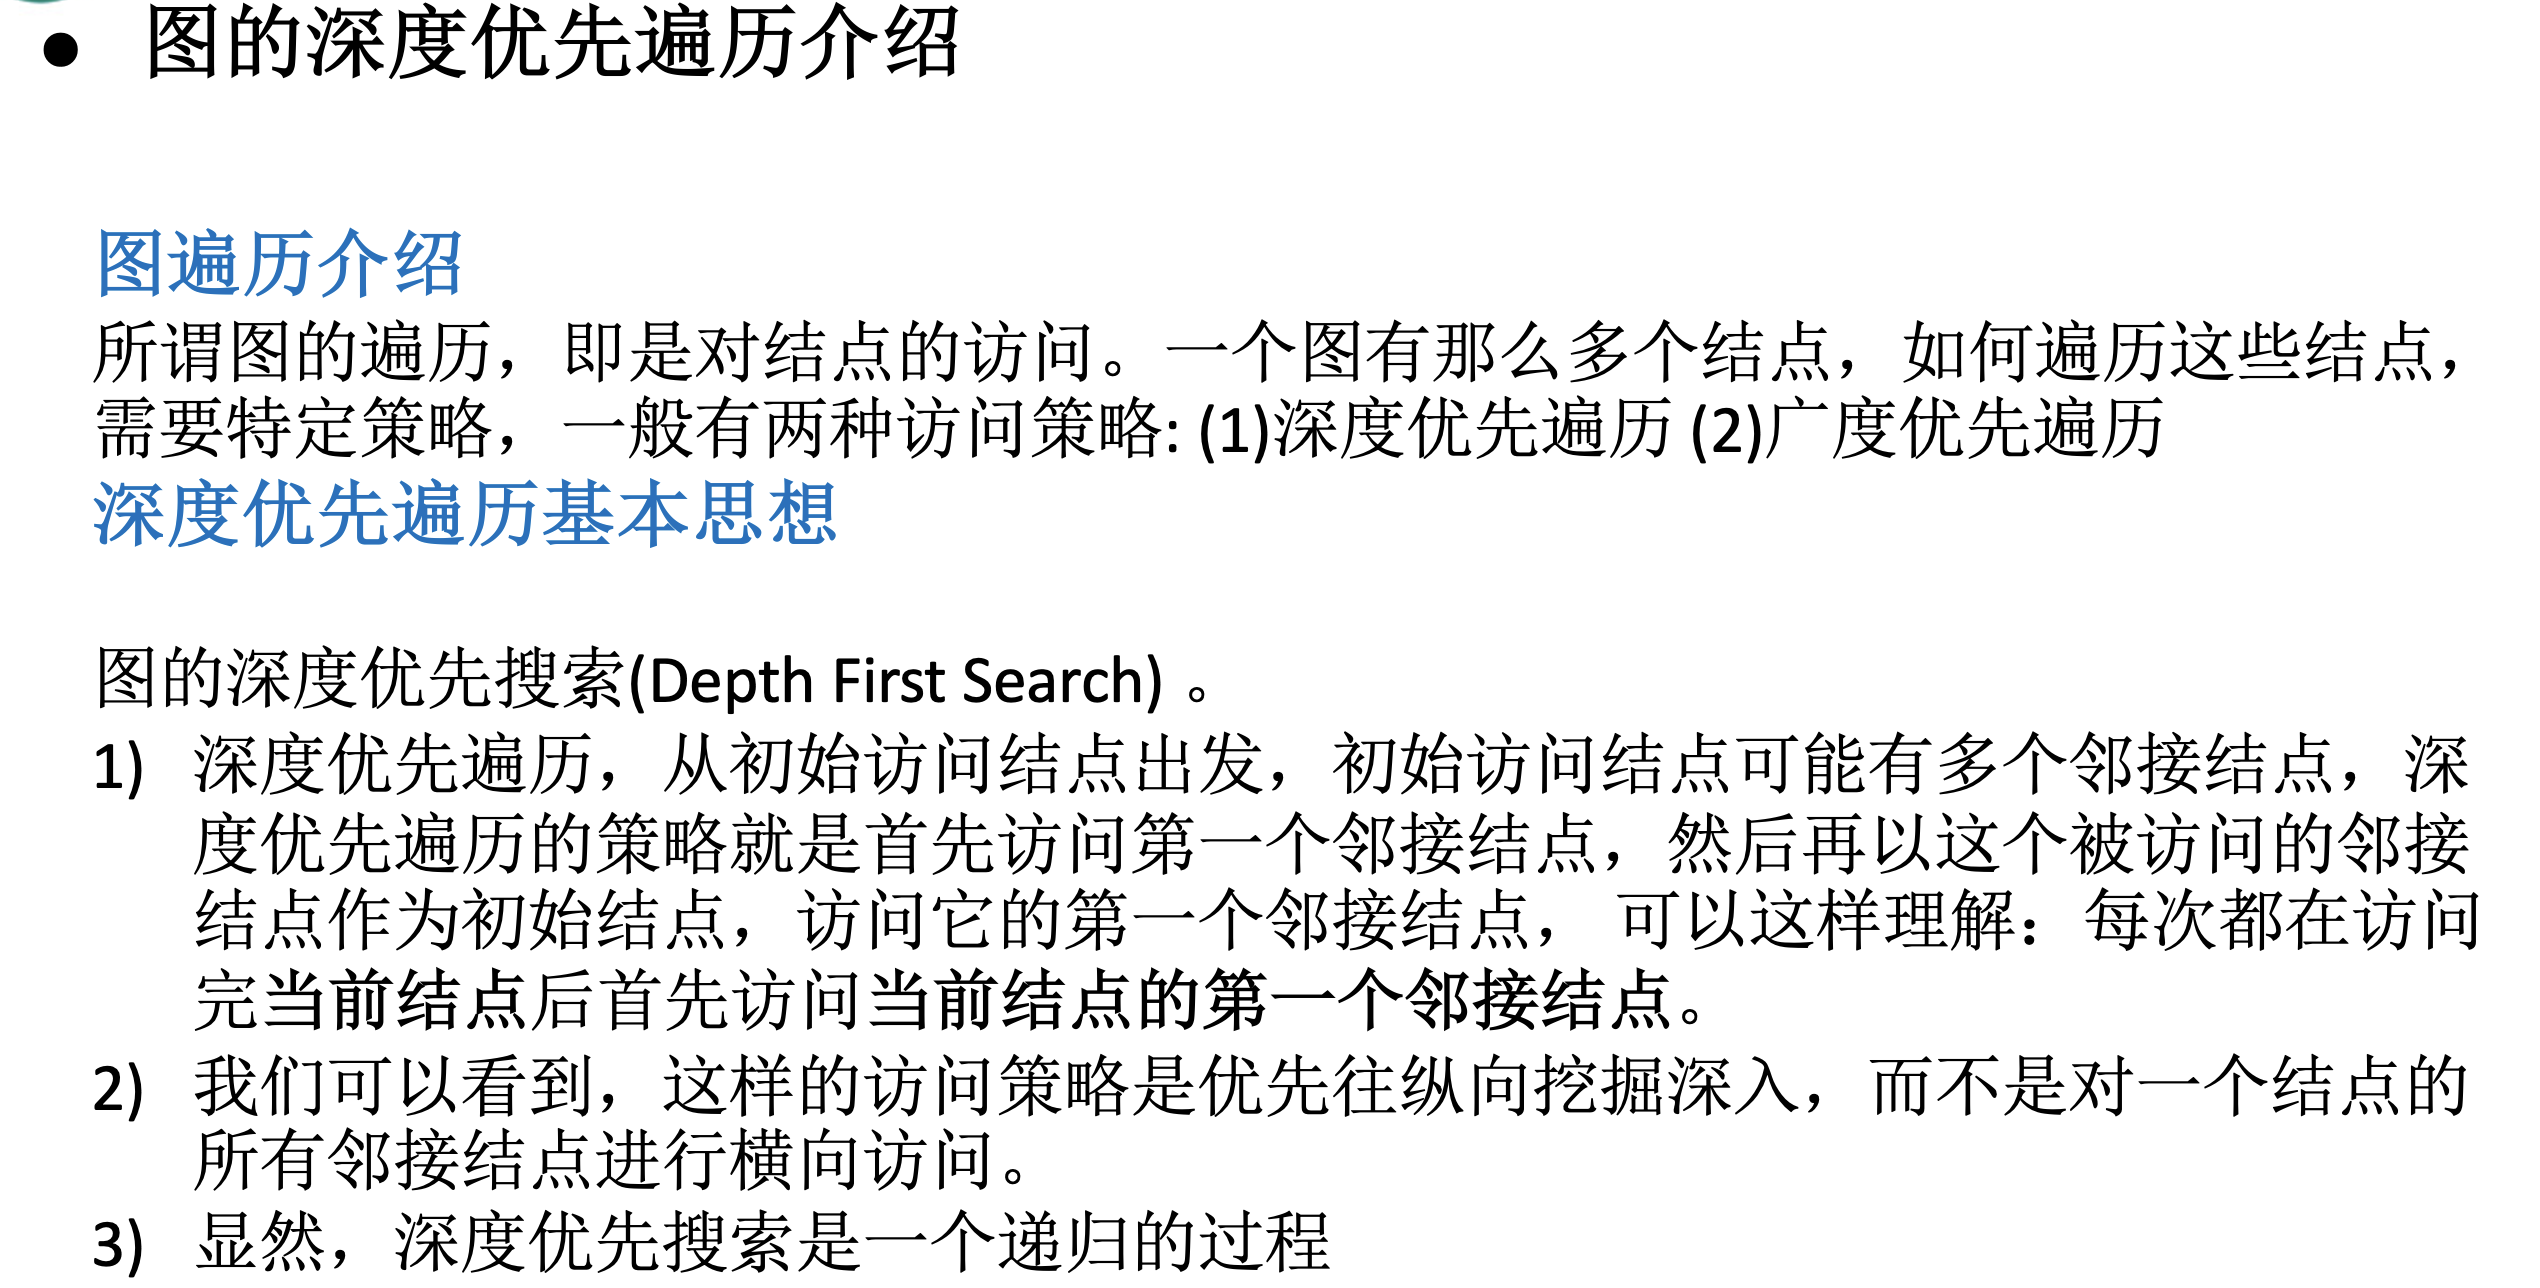 ● 图的深度优先遍历介绍
图遍历介绍
所谓图的遍历，即是对结点的访问。一个图有那么多个结点，如何遍历这些结点，
需要特定策略，一般有两种访问策略: (1)深度优先遍历 (2)广度优先遍历
深度优先遍历基本思想
图的深度优先搜索(Depth First Search) 。
1) 深度优先遍历，从初始访问结点出发，初始访问结点可能有多个邻接结点，深
度优先遍历的策略就是首先访问第一个邻接结点，然后再以这个被访问的邻接
结点作为初始结点，访问它的第一个邻接结点， 可以这样理解：每次都在访问
完当前结点后首先访问当前结点的第一个邻接结点。
2) 我们可以看到，这样的访问策略是优先往纵向挖掘深入，而不是对一个结点的
所有邻接结点进行横向访问。
3) 显然，深度优先搜索是一个递归的过程